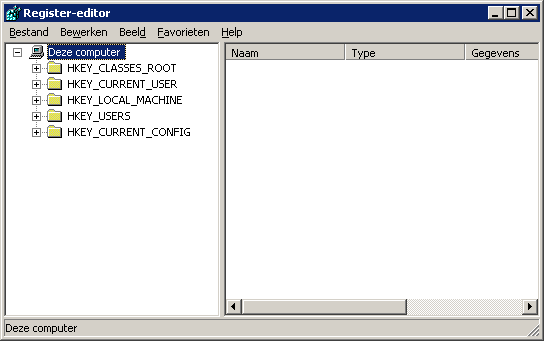 Register-editor
Bestand Bewerken Beeld Favorieten Help
Deze computer
HKEY_CLASSES_ROOT
HKEY_CURRENT_USER
HKEY_LOCAL_MACHINE
HKEY_USERS
HKEY_CURRENT_CONFIG
Naam Type Gegevens
Deze computer